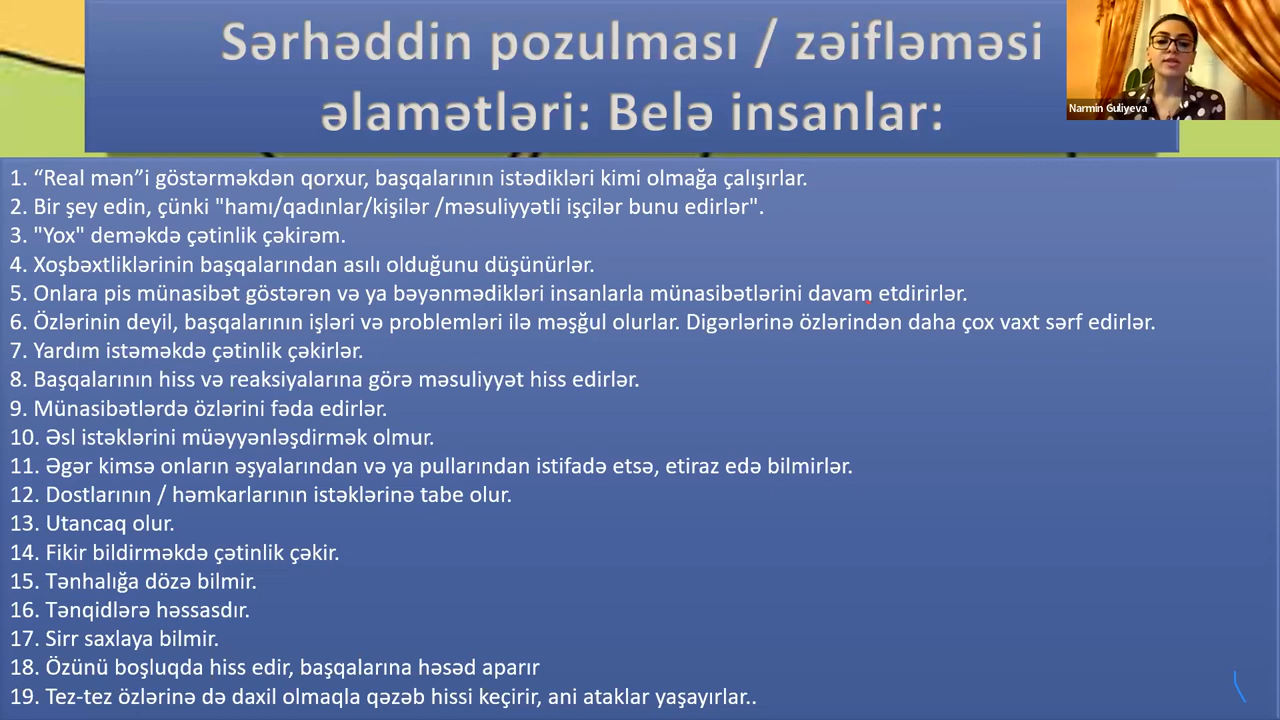 Sərhəddin pozulması / zəifləməsi
əlamətləri: Belə insanlar:
Narmin Guliyeva
1. “Real mən”i göstərməkdən qorxur, başqalarının istədikləri kimi olmağa çalışırlar.
2. Bir şey edin, çünki "hamı/qadınlar/kişilər /məsuliyyətli işçilər bunu edirlər".
3. "Yox" deməkdə çətinlik çəkirəm.
4. Xoşbəxtliklərinin başqalarından asılı olduğunu düşünürlər.
5. Onlara pis münasibət göstərən və ya bəyənmədikləri insanlarla münasibətlərini davam etdirirlər.
6. Özlərinin deyil, başqalarının işləri və problemləri ilə məşğul olurlar. Digərlərinə özlərindən daha çox vaxt sərf edirlər.
7. Yardım istəməkdə çətinlik çəkirlər.
8. Başqalarının hiss və reaksiyalarına görə məsuliyyət hiss edirlər.
9. Münasibətlərdə özlərini fəda edirlər.
10. Əsl istəklərini müəyyənləşdirmək olmur.
11. Əgər kimsə onların əşyalarından və ya pullarından istifadə etsə, etiraz edə bilmirlər.
12. Dostlarının / həmkarlarının istəklərinə tabe olur.
13. Utancaq olur.
14. Fikir bildirməkdə çətinlik çəkir.
15. Tənhalığa dözə bilmir.
16. Tənqidlərə həssasdır.
17. Sirr saxlaya bilmir.
18. Özünü boşluqda hiss edir, başqalarına həsəd aparır
19. Tez-tez özlərinə də daxil olmaqla qəzəb hissi keçirir, ani ataklar yaşayırlar..